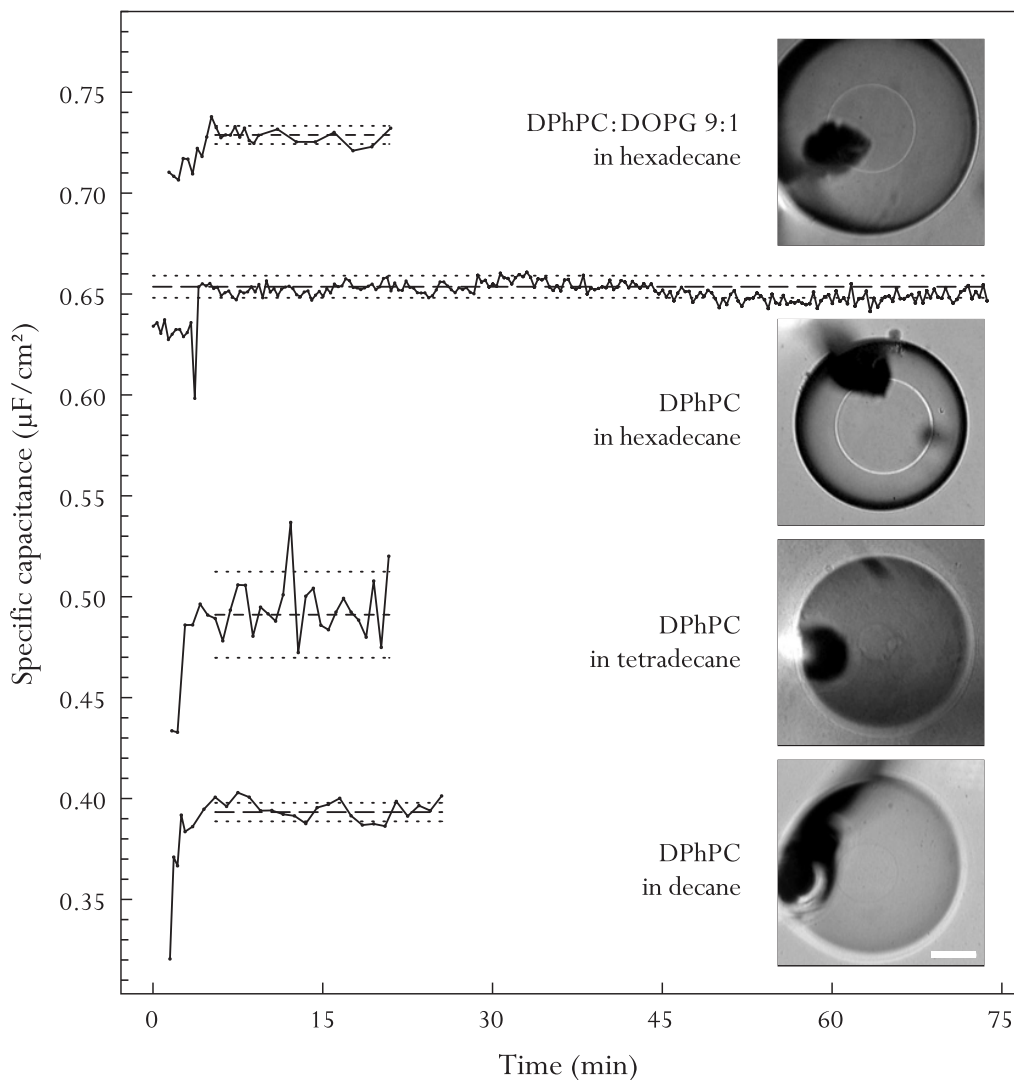 0.75
0.70
0.65
0.60
0.55
0.50
0.45
0.40
0.35
Specific capacitance (µF/cm²)
DPhPC:DOPG 9:1
in hexadecane
DPhPC
in hexadecane
DPhPC
in tetradecane
DPhPC
in decane
0 15 30 45 60 75
Time (min)